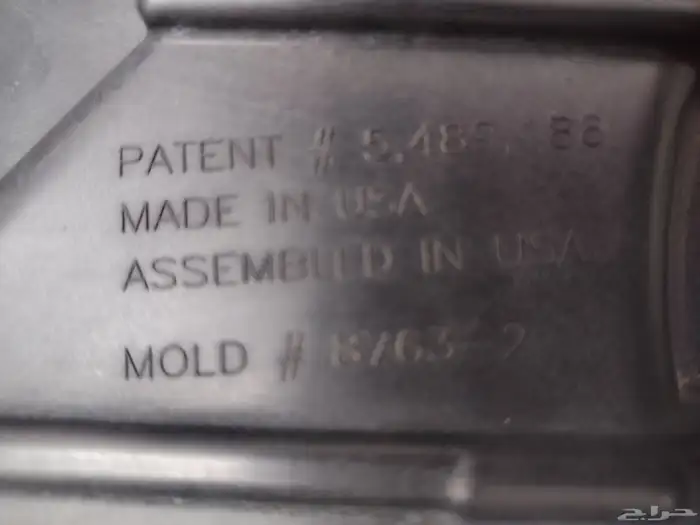 PATENT #
MADE IN USA
ASSEMBLED IN USA
MOLD #
حراج